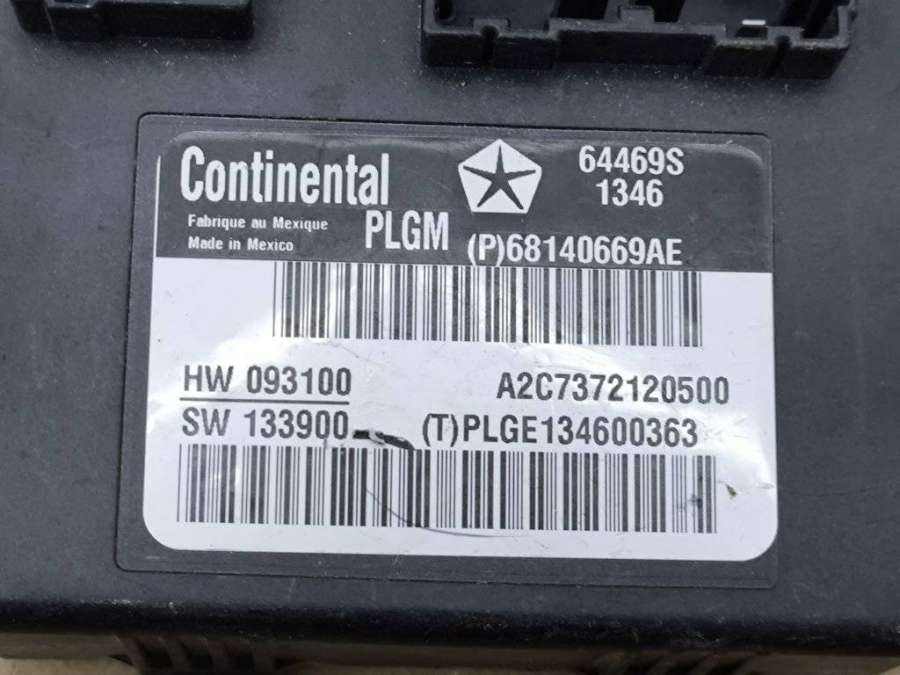 Continental
64469S
1346
Fabrique au Mexique
Made in Mexico
PLGM
(P)68140669AE
HW 093100
A2C7372120500
SW 133900
(T)PLGE134600363